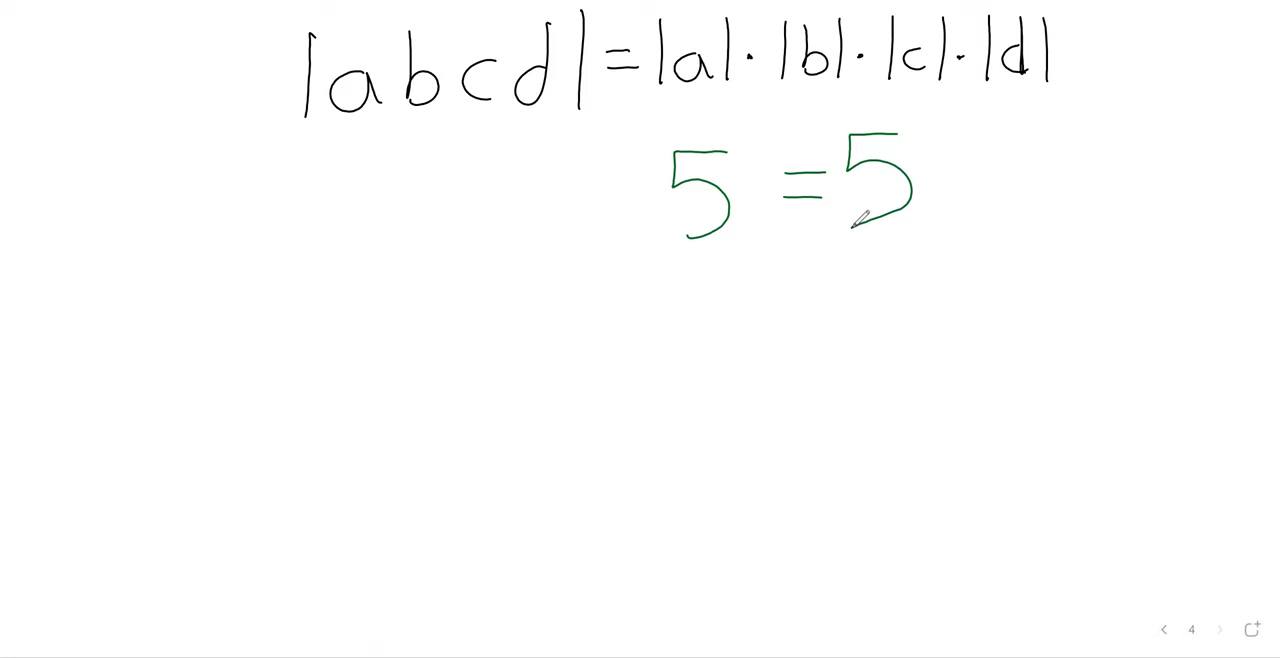 |abcd| = |a| · |b| · |c| · |d|
5 = 5
4